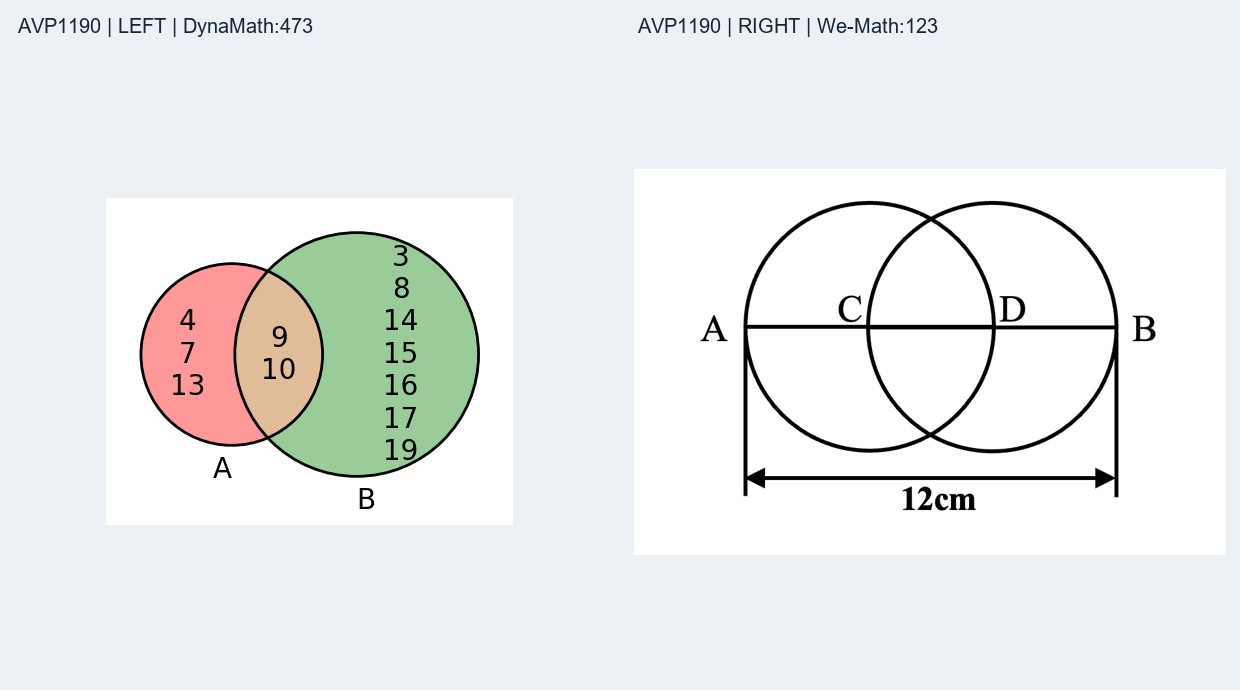 AVP1190 | LEFT | DynaMath:473
4
7
13
9
10
3
8
14
15
16
17
19
A
B
AVP1190 | RIGHT | We-Math:123
A
C
D
B
12cm